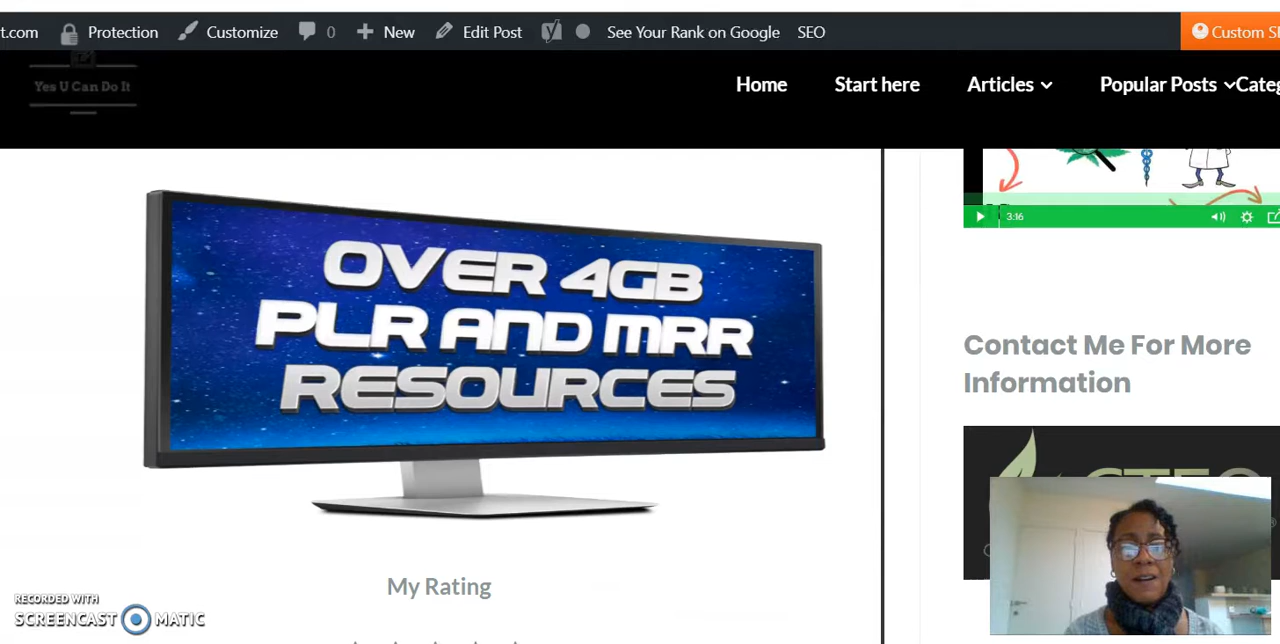 t.com Protection Customize 0 New Edit Post See Your Rank on Google SEO Custom
Yes U Can Do It
Home Start here Articles Popular Posts
OVER 4GB
PLR AND MRR
RESOURCES
3:16
Contact Me For More
Information
My Rating
RECORDED WITH
SCREENCAST MATIC